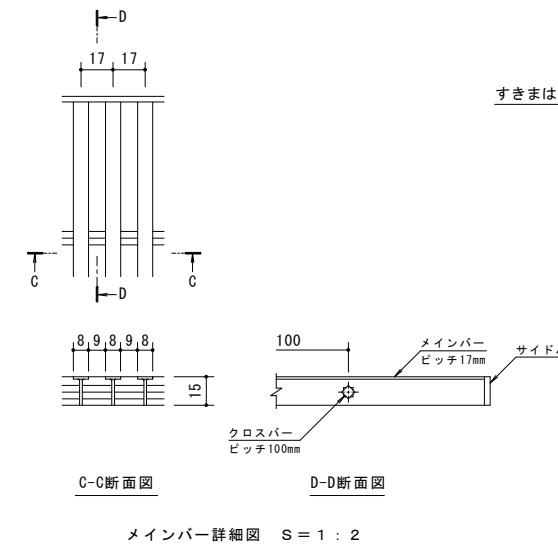 D
17 17
すきまは
C C
D
8 9 8 9 8
15
100
メインバー
ピッチ17mm
サイドバ
クロスバー
ピッチ100mm
C-C断面図
D-D断面図
メインバー詳細図 S=1:2